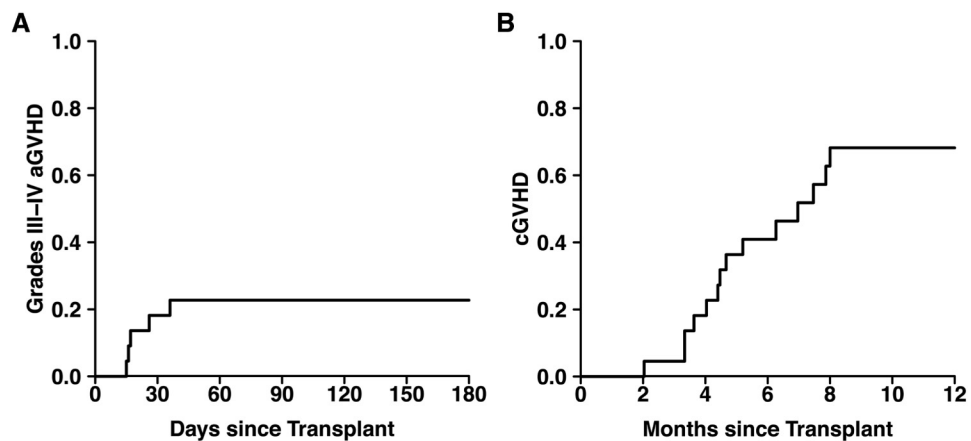 A
Grades III–IV aGVHD
1.0
0.8
0.6
0.4
0.2
0.0
0 30 60 90 120 150 180
Days since Transplant
B
cGVHD
1.0
0.8
0.6
0.4
0.2
0.0
0 2 4 6 8 10 12
Months since Transplant